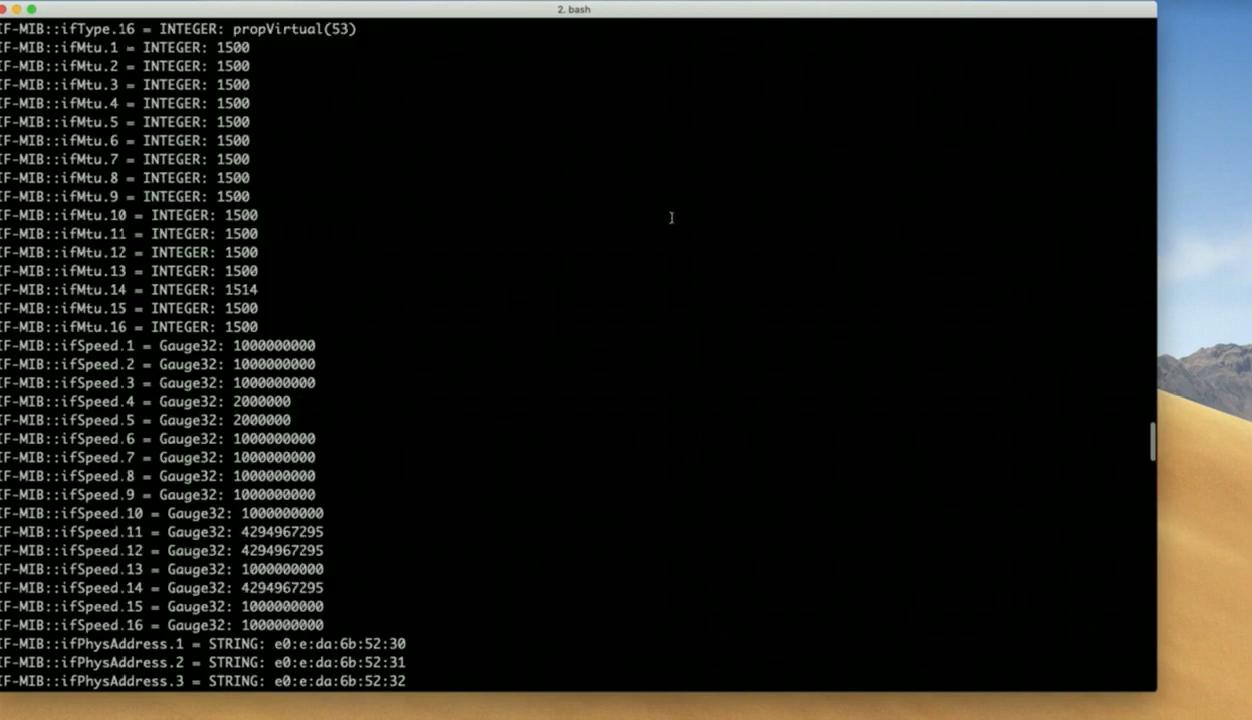 2. bash
IF-MIB::ifType.16 = INTEGER: propVirtual(53)
IF-MIB::ifMtu.1 = INTEGER: 1500
IF-MIB::ifMtu.2 = INTEGER: 1500
IF-MIB::ifMtu.3 = INTEGER: 1500
IF-MIB::ifMtu.4 = INTEGER: 1500
IF-MIB::ifMtu.5 = INTEGER: 1500
IF-MIB::ifMtu.6 = INTEGER: 1500
IF-MIB::ifMtu.7 = INTEGER: 1500
IF-MIB::ifMtu.8 = INTEGER: 1500
IF-MIB::ifMtu.9 = INTEGER: 1500
IF-MIB::ifMtu.10 = INTEGER: 1500
IF-MIB::ifMtu.11 = INTEGER: 1500
IF-MIB::ifMtu.12 = INTEGER: 1500
IF-MIB::ifMtu.13 = INTEGER: 1500
IF-MIB::ifMtu.14 = INTEGER: 1514
IF-MIB::ifMtu.15 = INTEGER: 1500
IF-MIB::ifMtu.16 = INTEGER: 1500
IF-MIB::ifSpeed.1 = Gauge32: 1000000000
IF-MIB::ifSpeed.2 = Gauge32: 1000000000
IF-MIB::ifSpeed.3 = Gauge32: 1000000000
IF-MIB::ifSpeed.4 = Gauge32: 2000000
IF-MIB::ifSpeed.5 = Gauge32: 2000000
IF-MIB::ifSpeed.6 = Gauge32: 1000000000
IF-MIB::ifSpeed.7 = Gauge32: 1000000000
IF-MIB::ifSpeed.8 = Gauge32: 1000000000
IF-MIB::ifSpeed.9 = Gauge32: 1000000000
IF-MIB::ifSpeed.10 = Gauge32: 1000000000
IF-MIB::ifSpeed.11 = Gauge32: 4294967295
IF-MIB::ifSpeed.12 = Gauge32: 4294967295
IF-MIB::ifSpeed.13 = Gauge32: 1000000000
IF-MIB::ifSpeed.14 = Gauge32: 4294967295
IF-MIB::ifSpeed.15 = Gauge32: 1000000000
IF-MIB::ifSpeed.16 = Gauge32: 1000000000
IF-MIB::ifPhysAddress.1 = STRING: e0:e:da:6b:52:30
IF-MIB::ifPhysAddress.2 = STRING: e0:e:da:6b:52:31
IF-MIB::ifPhysAddress.3 = STRING: e0:e:da:6b:52:32